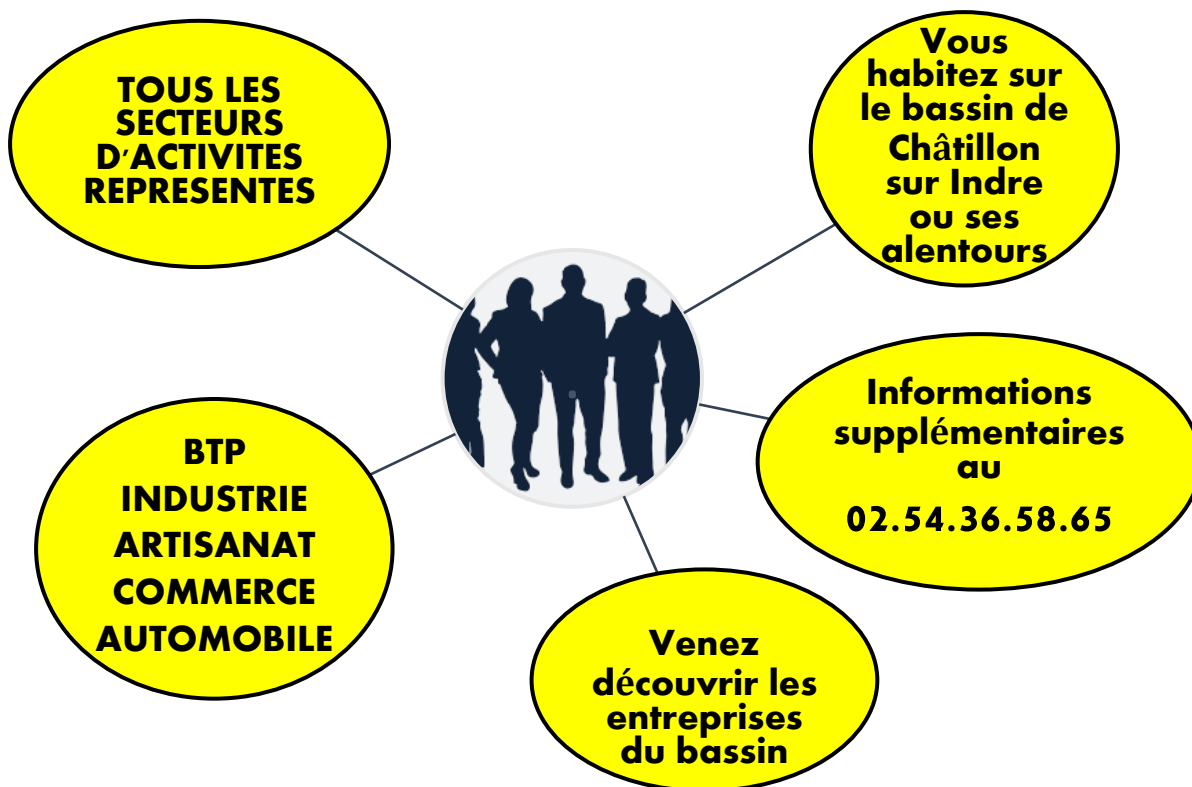 TOUS LES
SECTEURS
D'ACTIVITES
REPRESENTES
Vous
habitez sur
le bassin de
Châtillon
sur Indre
ou ses
alentours
Informations
supplémentaires
au
02.54.36.58.65
BTP
INDUSTRIE
ARTISANAT
COMMERCE
AUTOMOBILE
Venez
découvrir les
entreprises
du bassin